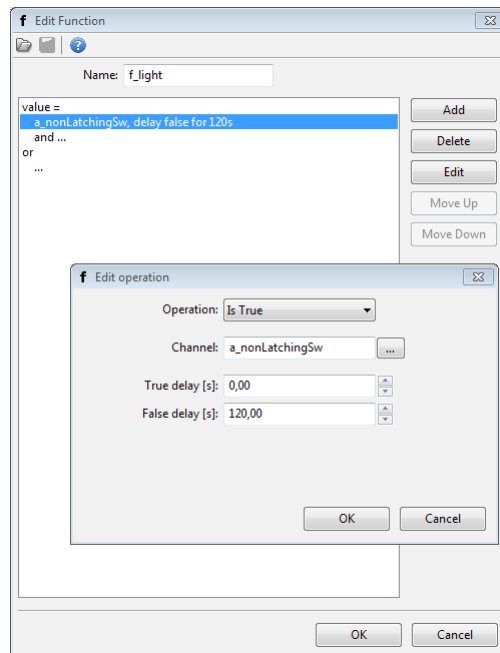 f Edit Function
Name: f_light
value =
a_nonLatchingSw, delay false for 120s
and ...
or
...
Add
Delete
Edit
Move Up
Move Down
f Edit operation
Operation: Is True
Channel: a_nonLatchingSw ...
True delay [s]: 0,00
False delay [s]: 120,00
OK Cancel
OK Cancel